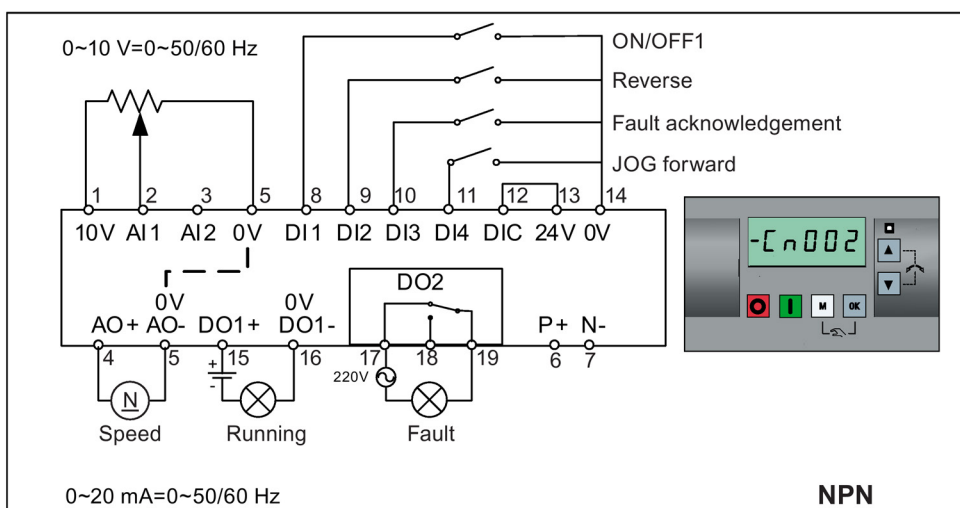 0~10 V=0~50/60 Hz
ON/OFF1
Reverse
Fault acknowledgement
JOG forward
1 2 3 5 8 9 10 11 12 13 14
10V AI1 AI2 0V DI1 DI2 DI3 DI4 DIC 24V 0V
-Cn002
DO2
0V 0V
AO+ AO- DO1+ DO1- P+ N-
4 5 15 16 17 18 19 6 7
+
-
220V
M OK
N
Speed Running Fault
0~20 mA=0~50/60 Hz
NPN